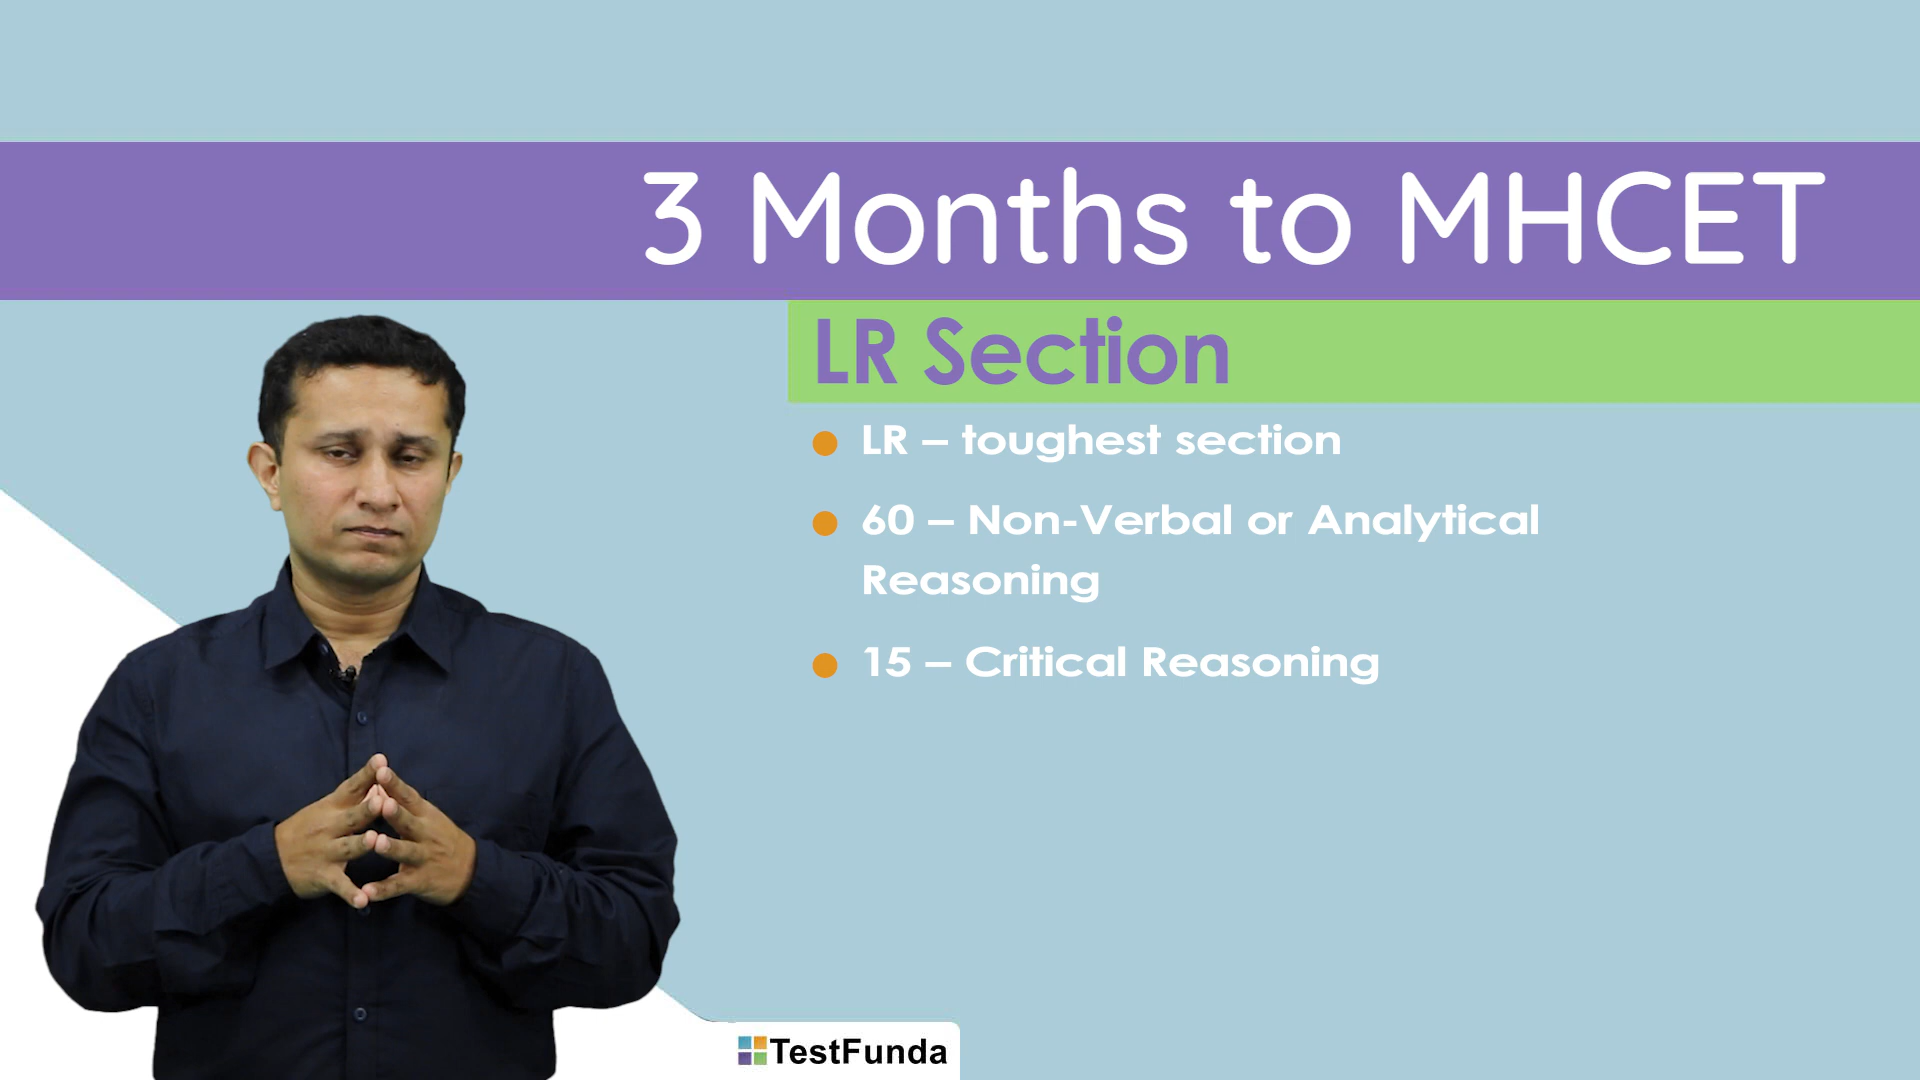 3 Months to MHCET
LR Section
LR – toughest section
60 – Non-Verbal or Analytical
Reasoning
15 – Critical Reasoning
TestFunda